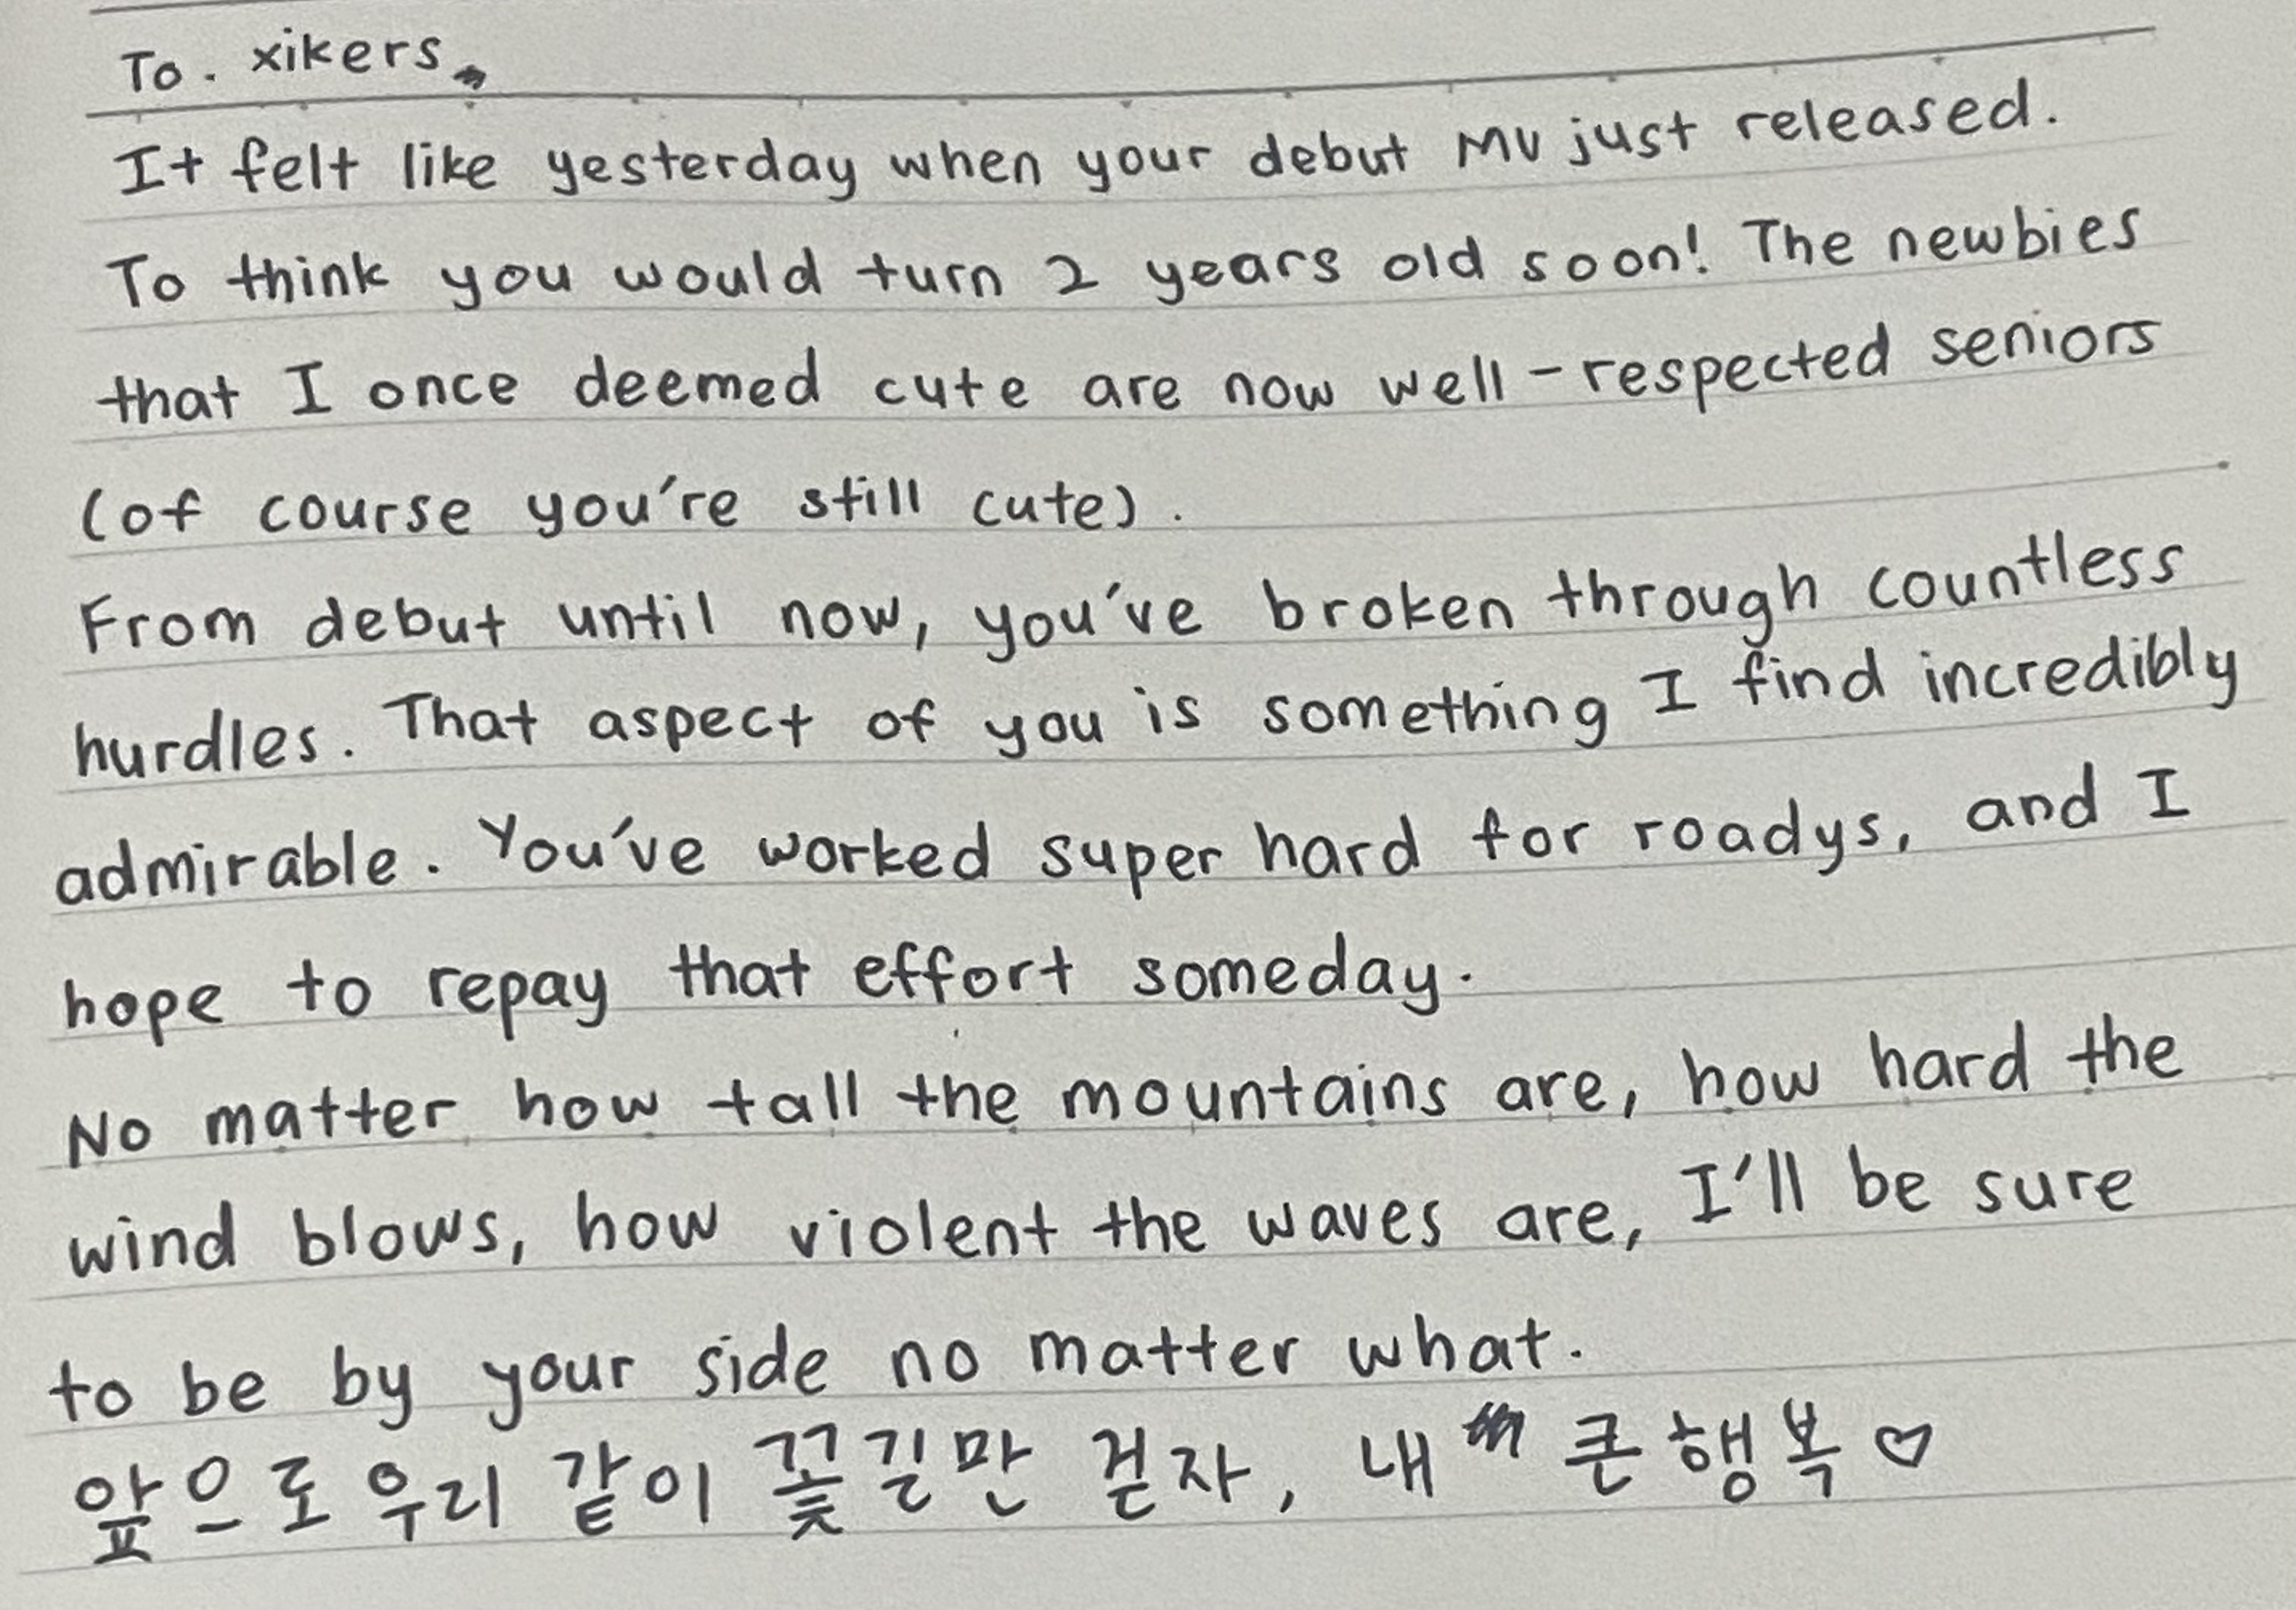 To. xikers
It felt like yesterday when your debut MV just released.
To think you would turn 2 years old soon! The newbies
that I once deemed cute are now well-respected seniors
(of course you're still cute).
From debut until now, you've broken through countless
hurdles. That aspect of you is something I find incredibly
admirable. You've worked super hard for roadys, and I
hope to repay that effort someday.
No matter how tall the mountains are, how hard the
wind blows, how violent the waves are, I'll be sure
to be by your side no matter what.
앞으로 우리 같이 꽃길만 걷자, 내 큰 행복♡